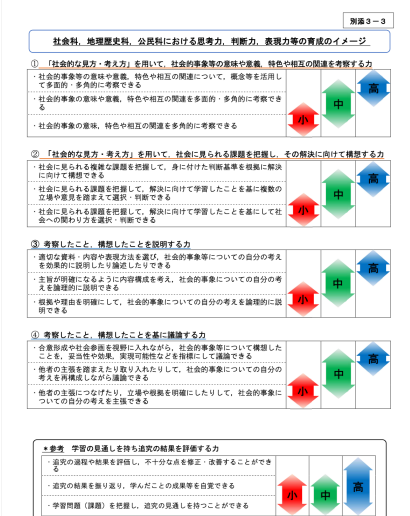 別添３－３
社会科，地理歴史科，公民科における思考力，判断力，表現力等の育成のイメージ
① 「社会的な見方・考え方」を用いて，社会的事象等の意味や意義，特色や相互の関連を考察する力
・社会的事象等の意味や意義，特色や相互の関連について，概念等を活用し
て多面的・多角的に考察できる
・社会的事象の意味や意義，特色や相互の関連を多面的・多角的に考察でき
る
・社会的事象の意味，特色や相互の関連を多角的に考察できる
小
中
高
② 「社会的な見方・考え方」を用いて，社会に見られる課題を把握し，その解決に向けて構想する力
・社会に見られる複雑な課題を把握して，身に付けた判断基準を根拠に解決
に向けて構想できる
・社会に見られる課題を把握して，解決に向けて学習したことを基に複数の
立場や意見を踏まえて選択・判断できる
・社会に見られる課題を把握して，解決に向けて学習したことを基にして社
会への関わり方を選択・判断できる
小
中
高
③ 考察したこと，構想したことを説明する力
・適切な資料・内容や表現方法を選び，社会的事象等についての自分の考え
を効果的に説明したり論述したりできる
・主旨が明確になるように内容構成を考え，社会的事象についての自分の考
えを論理的に説明できる
・根拠や理由を明確にして，社会的事象についての自分の考えを論理的に説
明できる
小
中
高
④ 考察したこと，構想したことを基に議論する力
・合意形成や社会参画を視野に入れながら，社会的事象等について構想した
ことを，妥当性や効果，実現可能性などを指標にして議論できる
・他者の主張を踏まえたり取り入れたりして，社会的事象についての自分の
考えを再構成しながら議論できる
・他者の主張につなげたり，立場や根拠を明確にしたりして，社会的事象に
ついての自分の考えを主張できる
小
中
高
＊参考 学習の見通しを持ち追究の結果を評価する力
・追究の過程や結果を評価し，不十分な点を修正・改善することができ
る
・追究の結果を振り返り，学んだことの成果等を自覚できる
・学習問題（課題）を把握し，追究の見通しを持つことができる
小
中
高